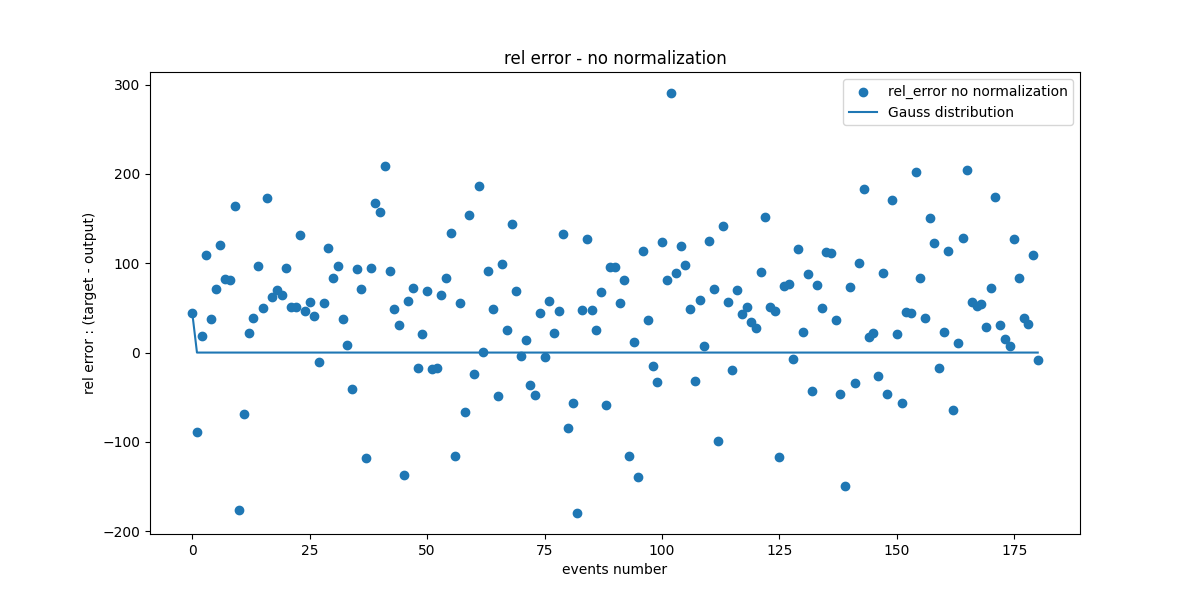 rel error - no normalization
rel_error no normalization
Gauss distribution
rel error : (tarrget - output)
300
200
100
0
−100
−200
0
25
50
75
100
125
150
175
events number